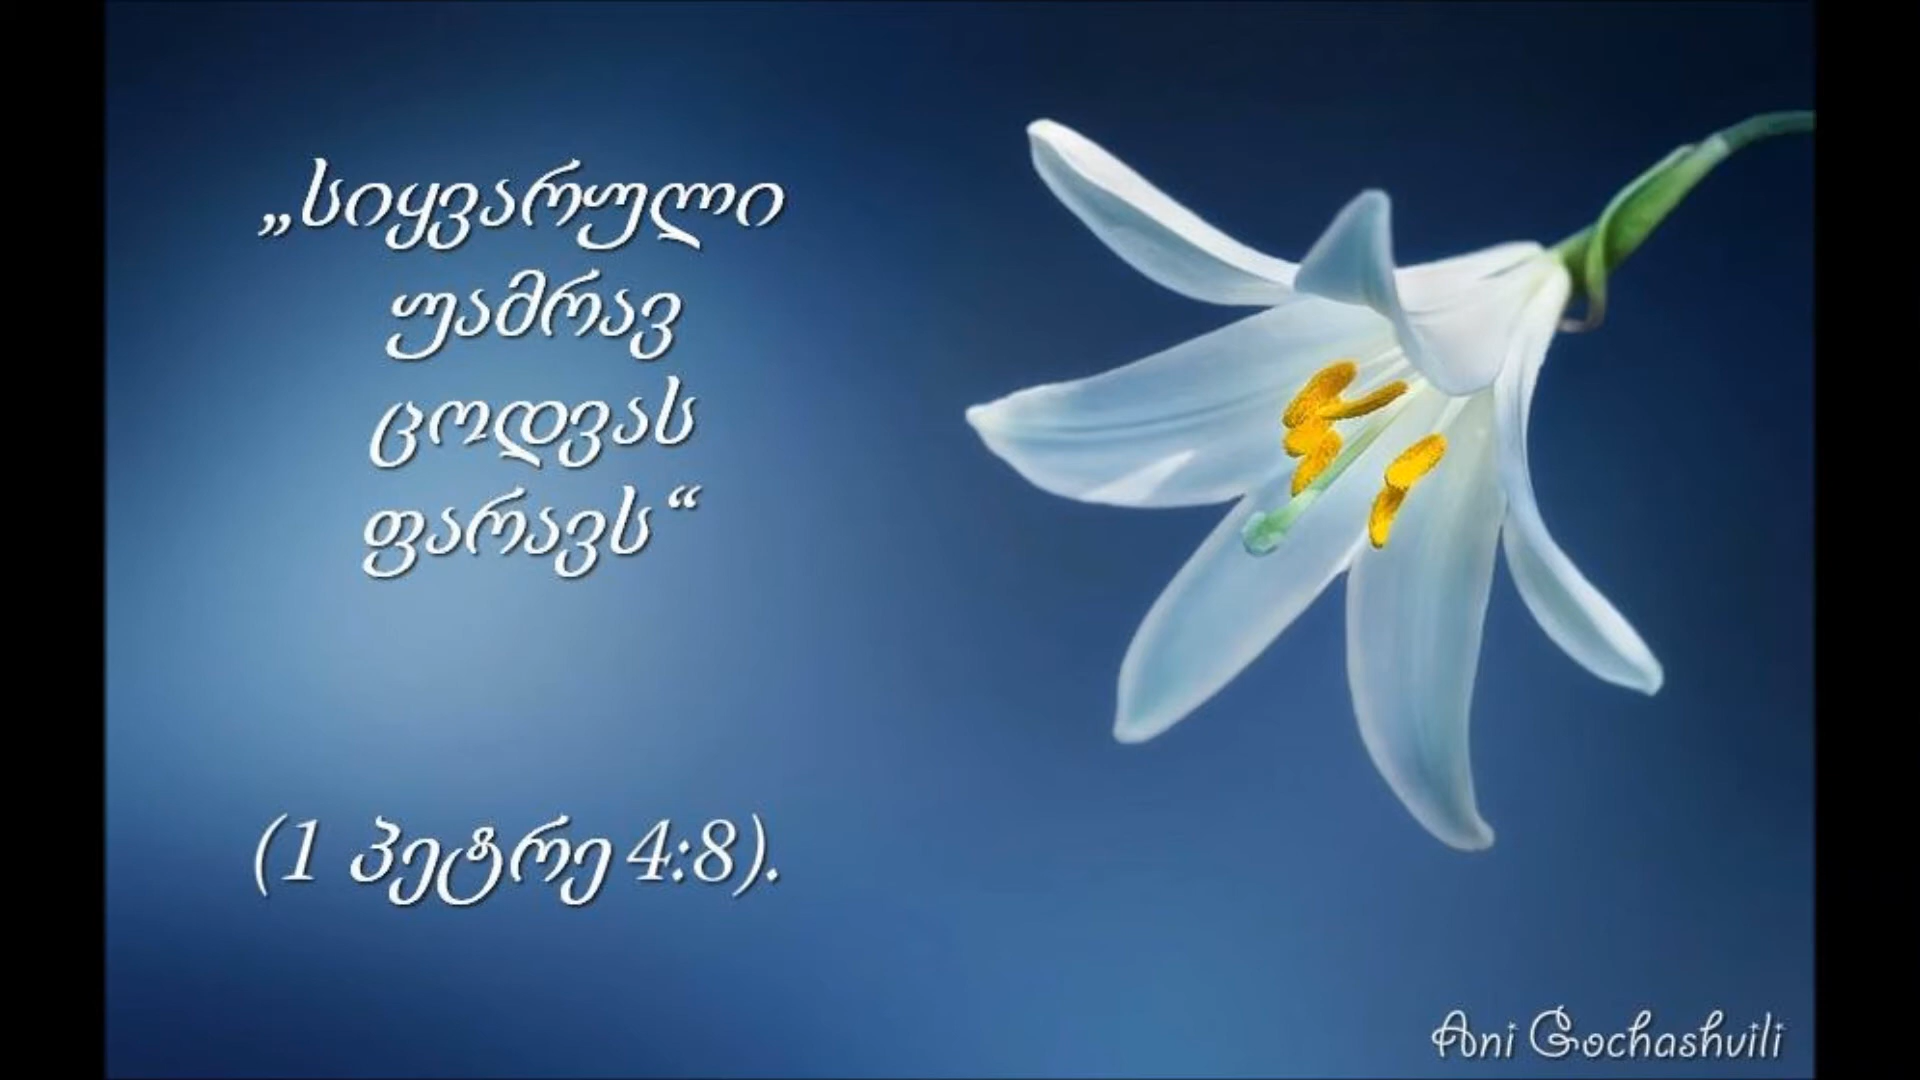 „სიყვარული
უამრავ
ცოდვას
ფარავს“
(1 პეტრე 4:8).
Ani Gochashvili